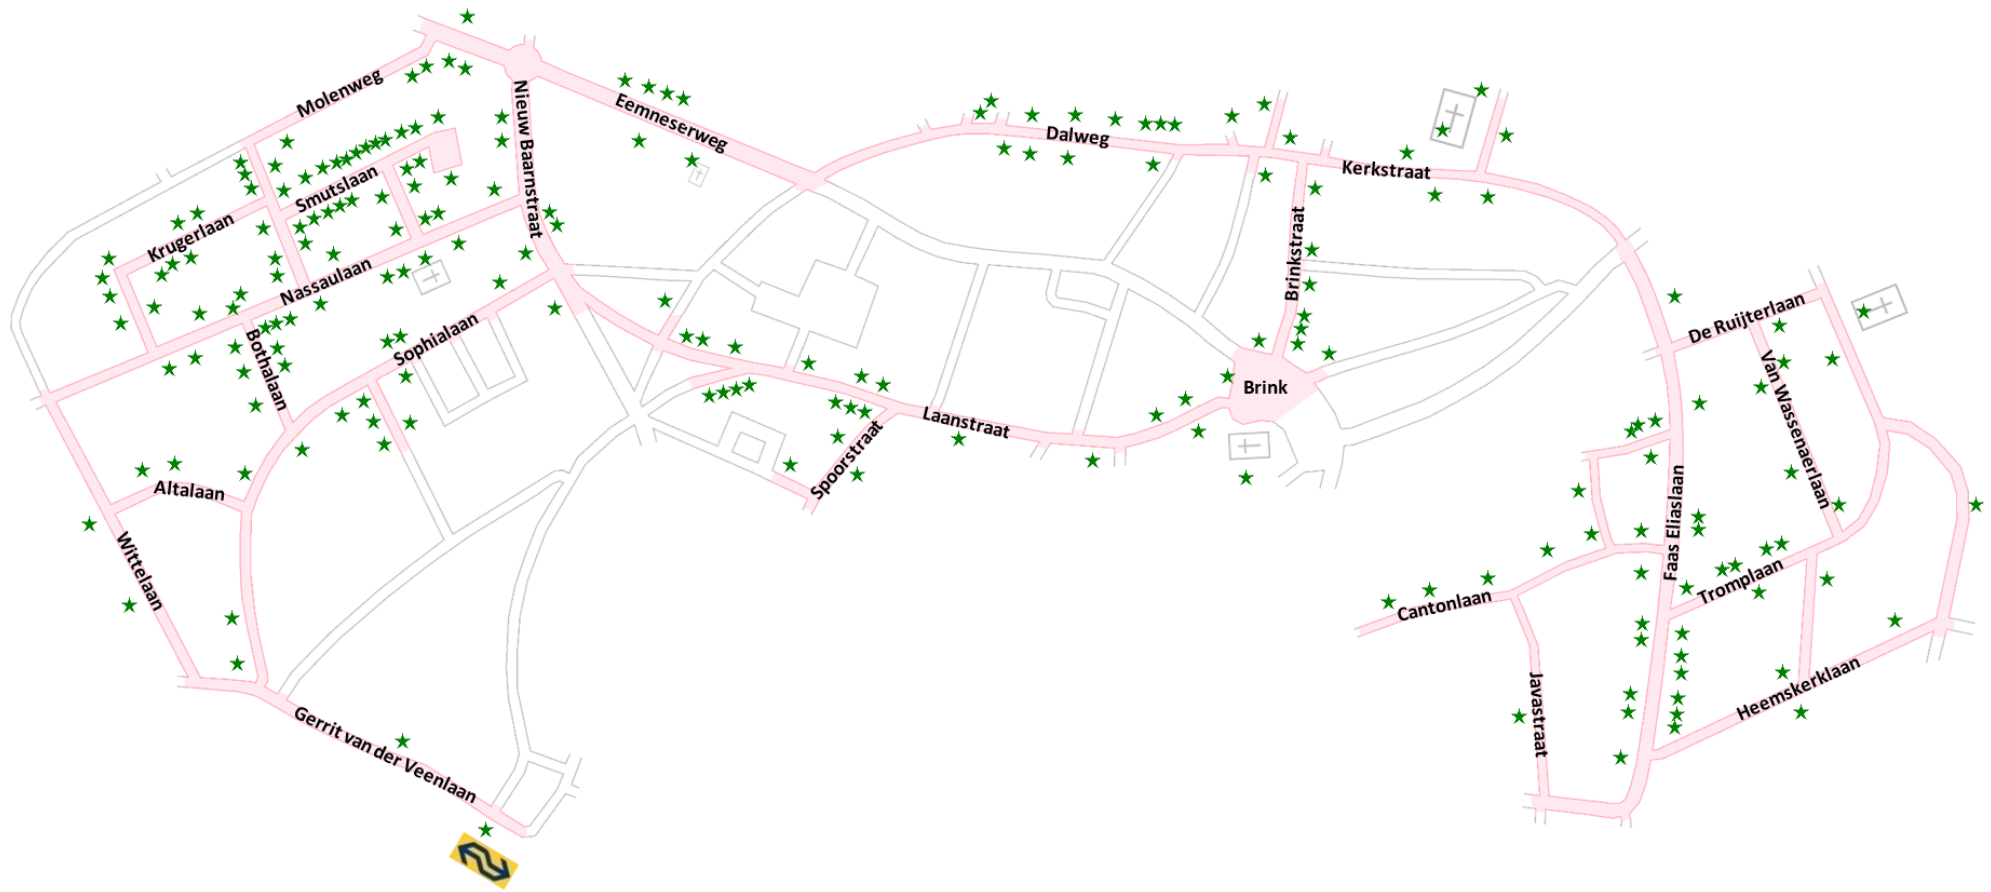 Molenweg
Nieuw Baarnstraat
Eemneserweg
Dalweg
Kerkstraat
Smutslaan
Krugerlaan
Nassaulaan
Brinkstraat
De Ruijterlaan
Sophialaan
Bothalaan
Van Wassenaerlaan
Brink
Laanstraat
Spoorstraat
Altalaan
Faas Eliaslaan
Wittelaan
Tromplaan
Cantonlaan
Javastraat
Heemskerklaan
Gerrit van der Veenlaan